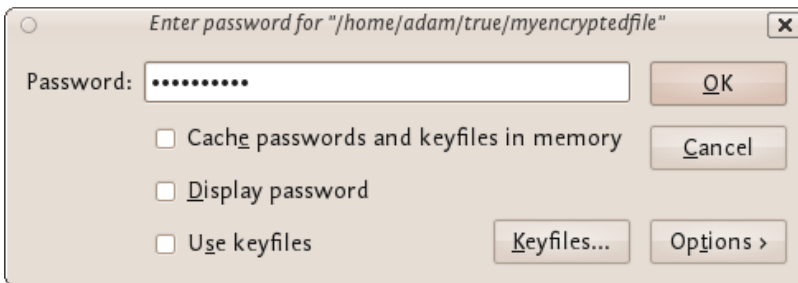 Enter password for "/home/adam/true/myencryptedfile"
Password: •••••••••• OK
Cache passwords and keyfiles in memory
Cancel
Display password
Use keyfiles Keyfiles... Options >